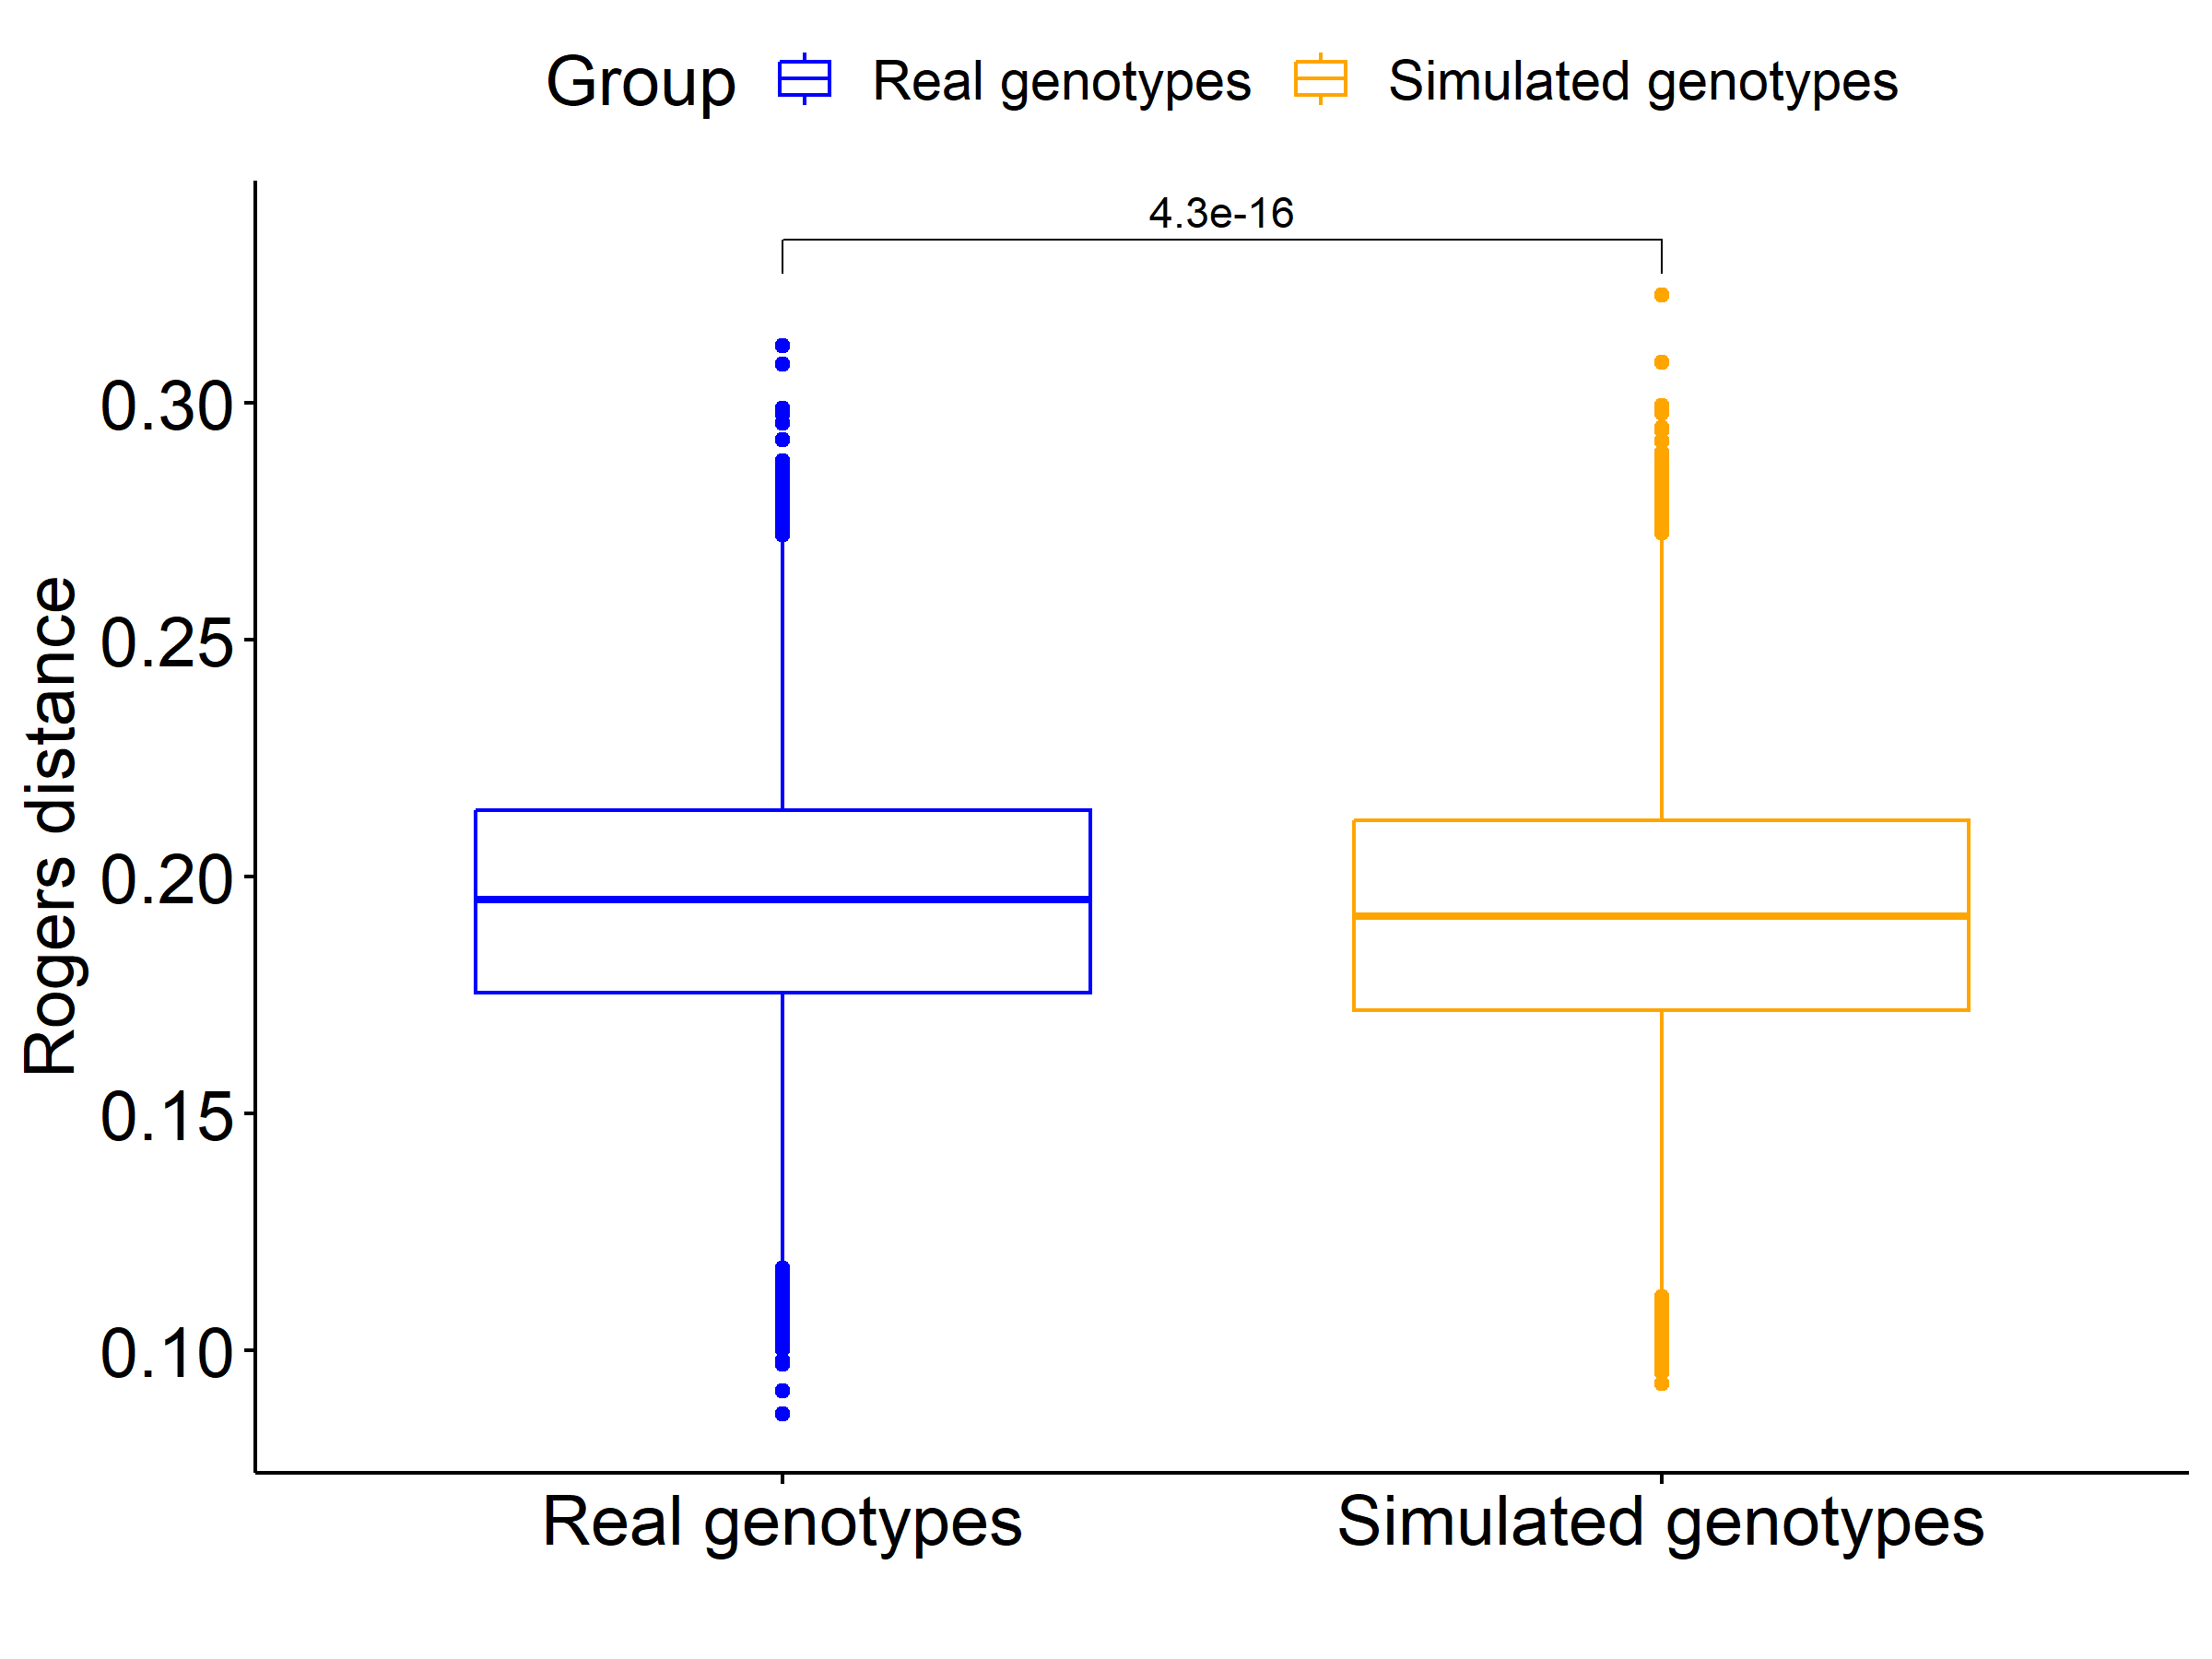 Group Real genotypes Simulated genotypes
4.3e-16
0.30
0.25
0.20
0.15
0.10
Rogers distance
Real genotypes Simulated genotypes